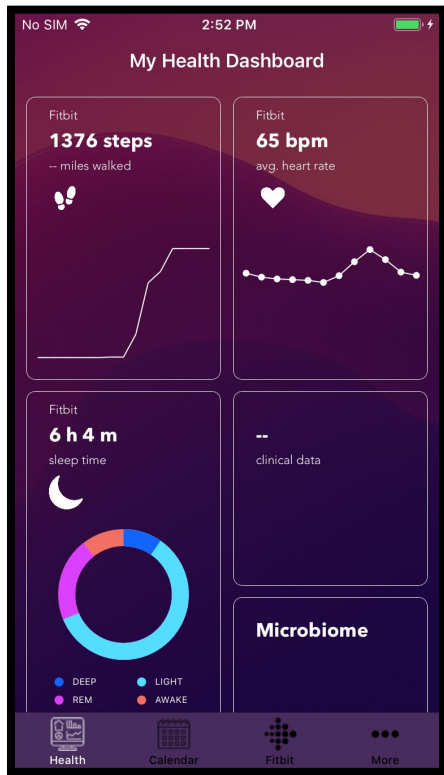 No SIM 2:52 PM
My Health Dashboard
Fitbit
1376 steps
-- miles walked
Fitbit
65 bpm
avg. heart rate
Fitbit
6 h 4 m
sleep time
DEEP LIGHT
REM AWAKE
--
clinical data
Microbiome
Health Calendar Fitbit More